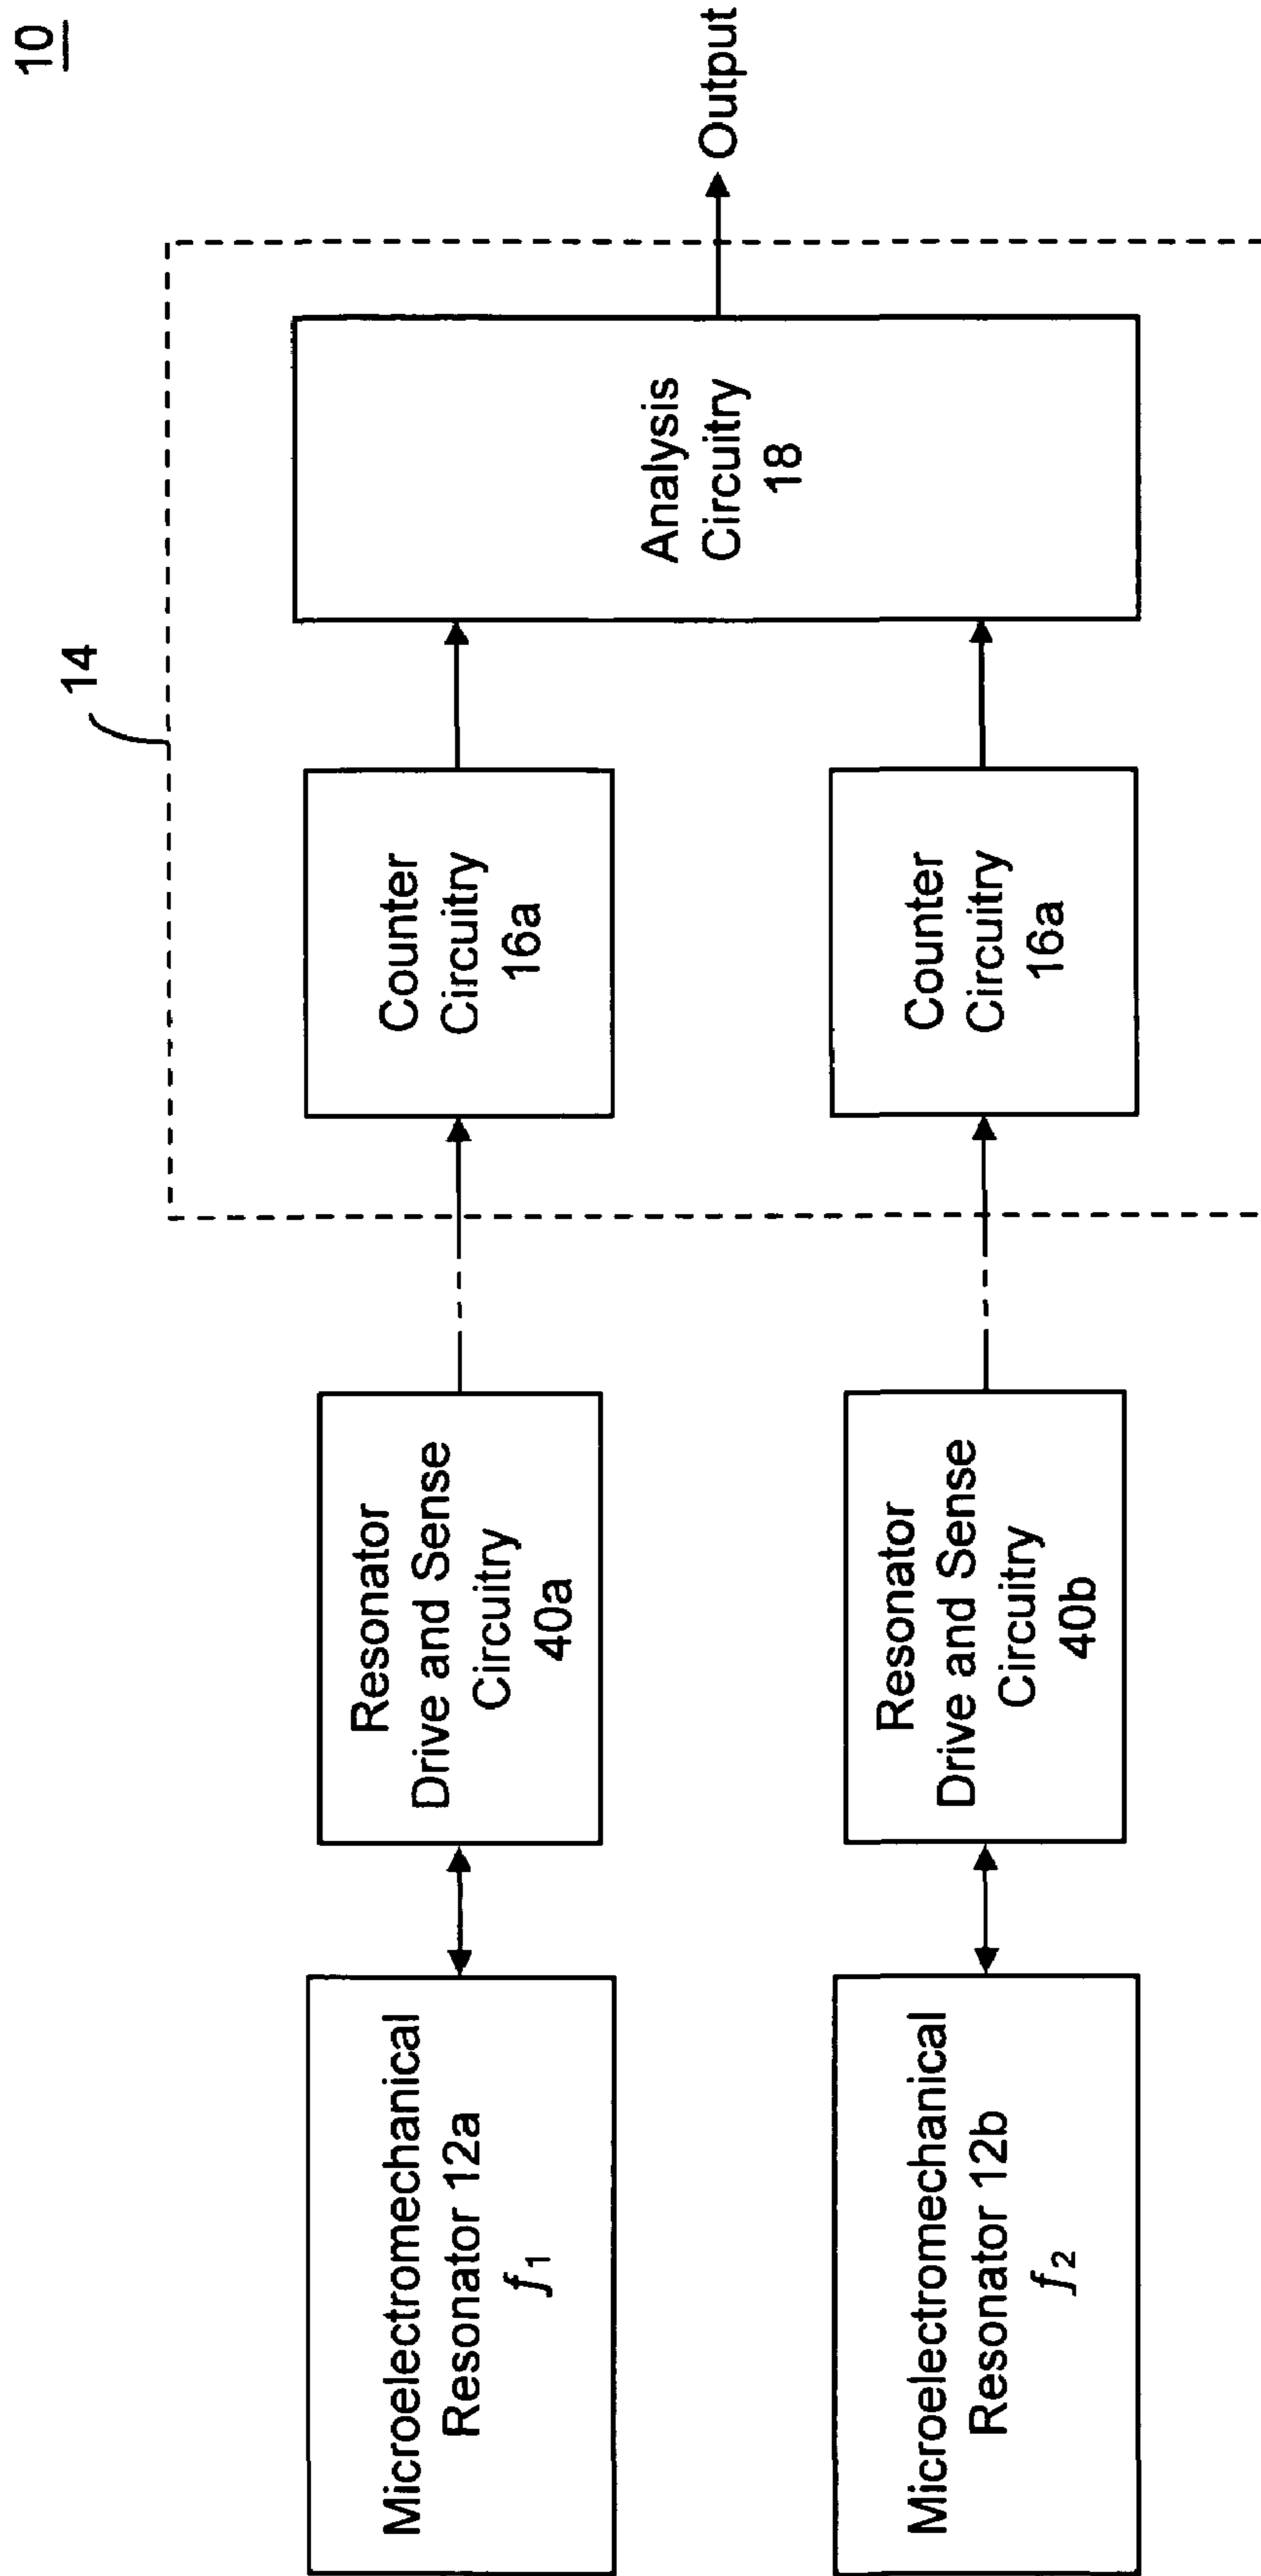 10
14
Microelectromechanical
Resonator 12a
f1
Resonator
Drive and Sense
Circuitry
40a
Counter
Circuitry
16a
Analysis
Circuitry
18
Output
Microelectromechanical
Resonator 12b
f2
Resonator
Drive and Sense
Circuitry
40b
Counter
Circuitry
16a